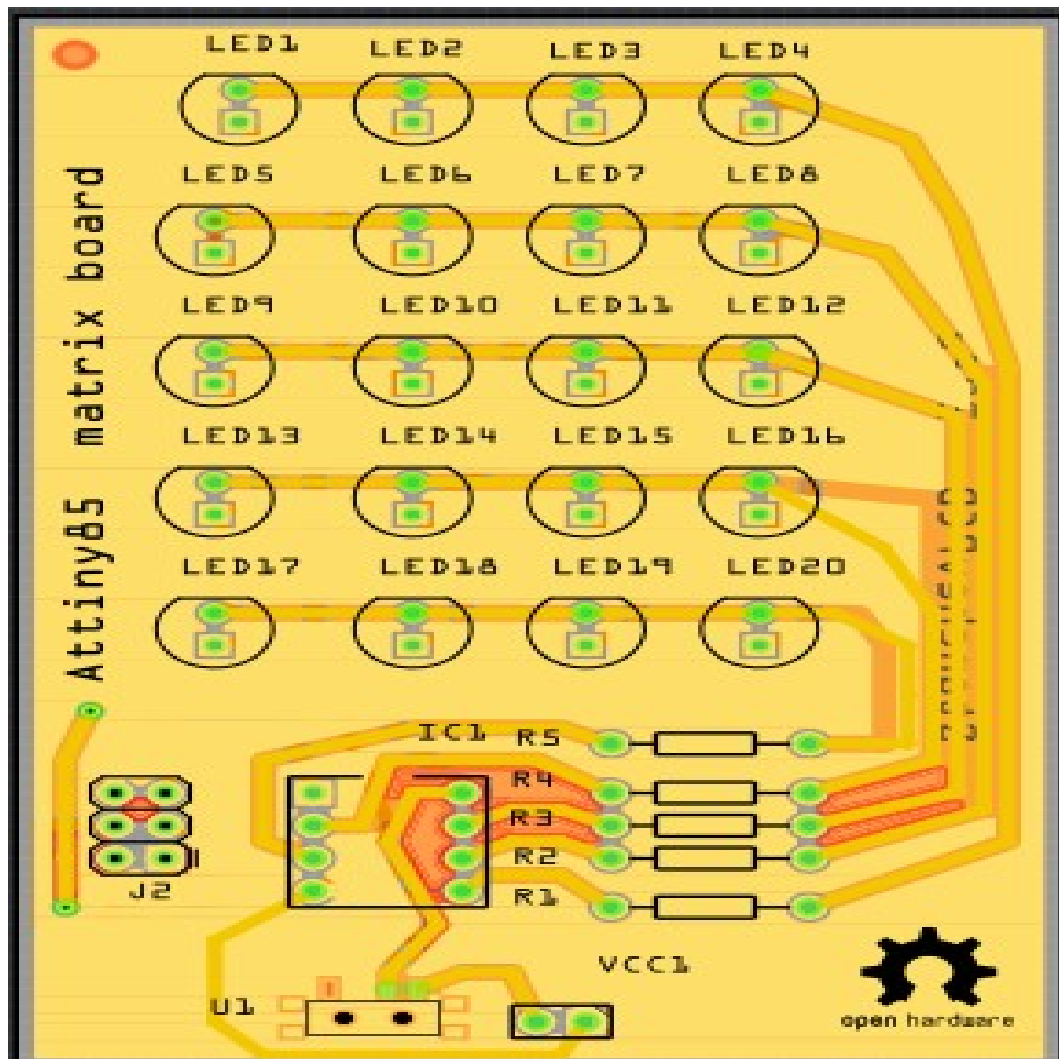 LED1 LED2 LED3 LED4
LED5 LED6 LED7 LED8
LED9 LED10 LED11 LED12
LED13 LED14 LED15 LED16
LED17 LED18 LED19 LED20
Attiny85 matrix board
IC1 R5
R4
R3
R2
J2
R1
VCC1
U1
open hardware